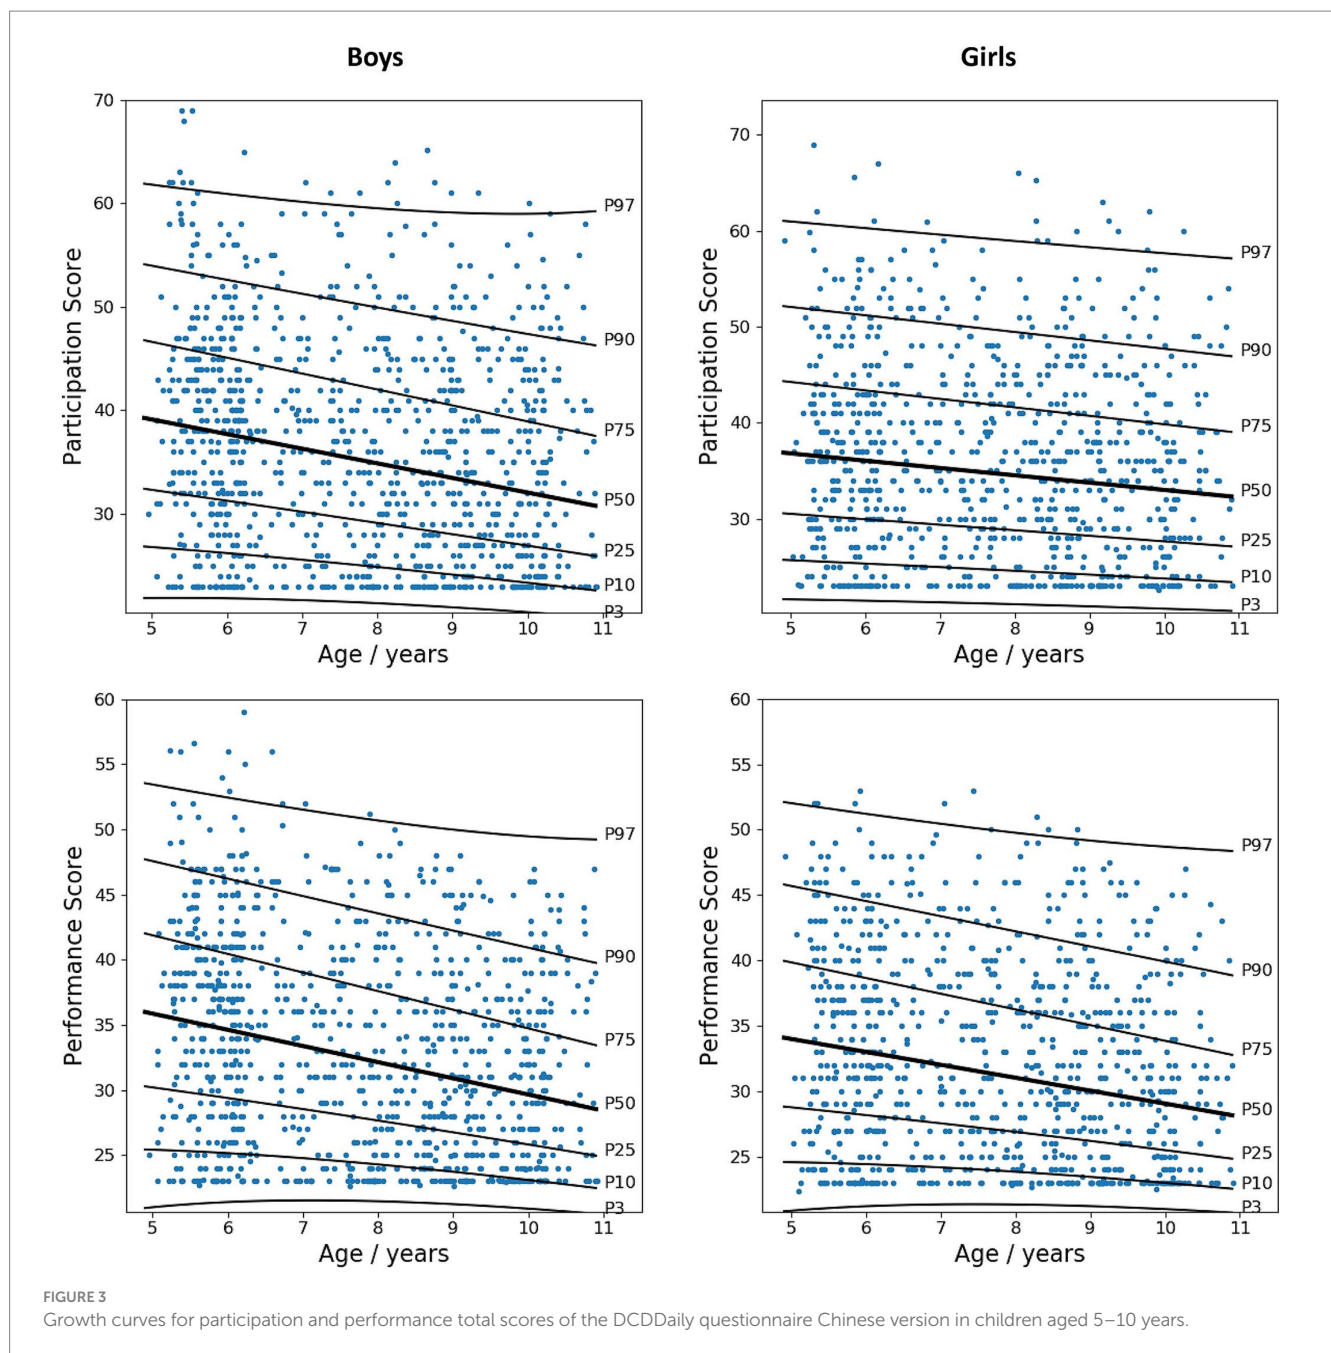 Boys
Girls
70
60
50
40
30
Participation Score
P97
P90
P75
P50
P25
P10
P3
5 6 7 8 9 10 11
Age / years
70
60
50
40
30
Participation Score
P97
P90
P75
P50
P25
P10
P3
5 6 7 8 9 10 11
Age / years
60
55
50
45
40
35
30
25
Performance Score
P97
P90
P75
P50
P25
P10
P3
5 6 7 8 9 10 11
Age / years
60
55
50
45
40
35
30
25
Performance Score
P97
P90
P75
P50
P25
P10
P3
5 6 7 8 9 10 11
Age / years
FIGURE 3
Growth curves for participation and performance total scores of the DCDDaily questionnaire Chinese version in children aged 5–10 years.